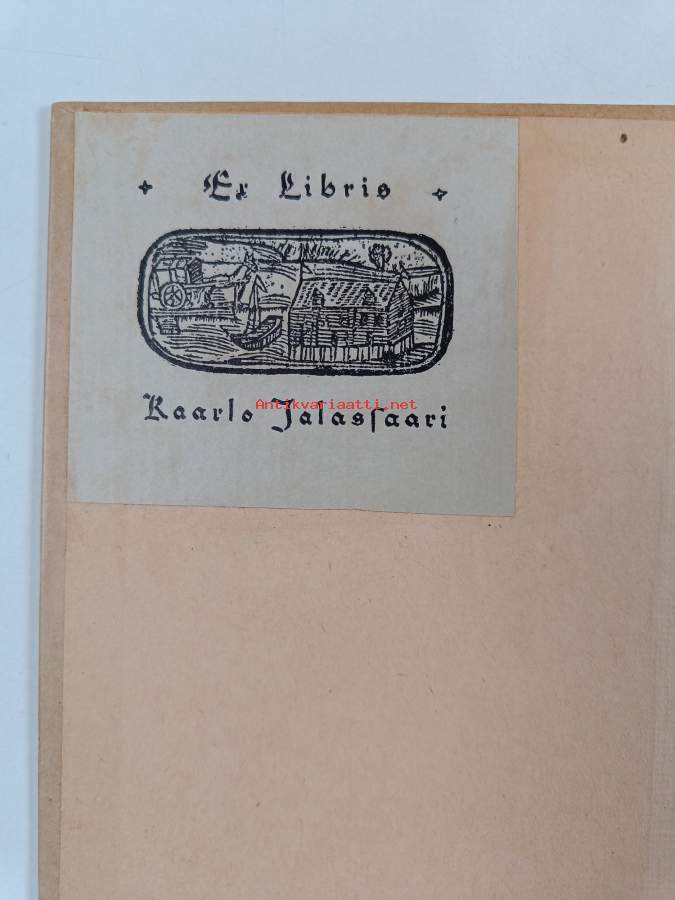 Ex Libris
Antikvariaatti.net
Kaarlo Jalasſaari